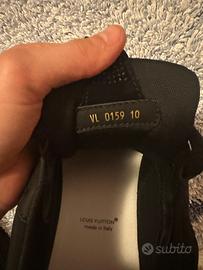 VL 0159 10
LOUIS VUITTON
made in Italy
subito